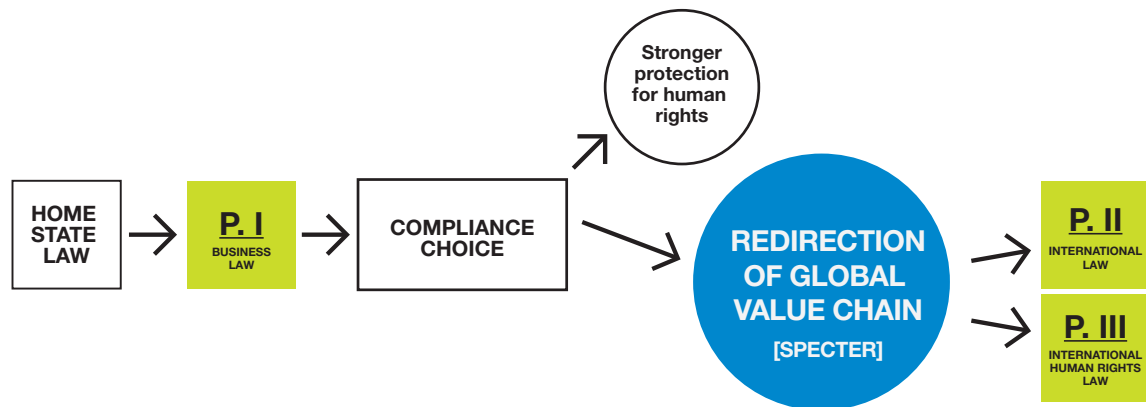 HOME
STATE
LAW
P. I
BUSINESS
LAW
COMPLIANCE
CHOICE
Stronger
protection
for human
rights
REDIRECTION
OF GLOBAL
VALUE CHAIN
[SPECTER]
P. II
INTERNATIONAL
LAW
P. III
INTERNATIONAL
HUMAN RIGHTS
LAW